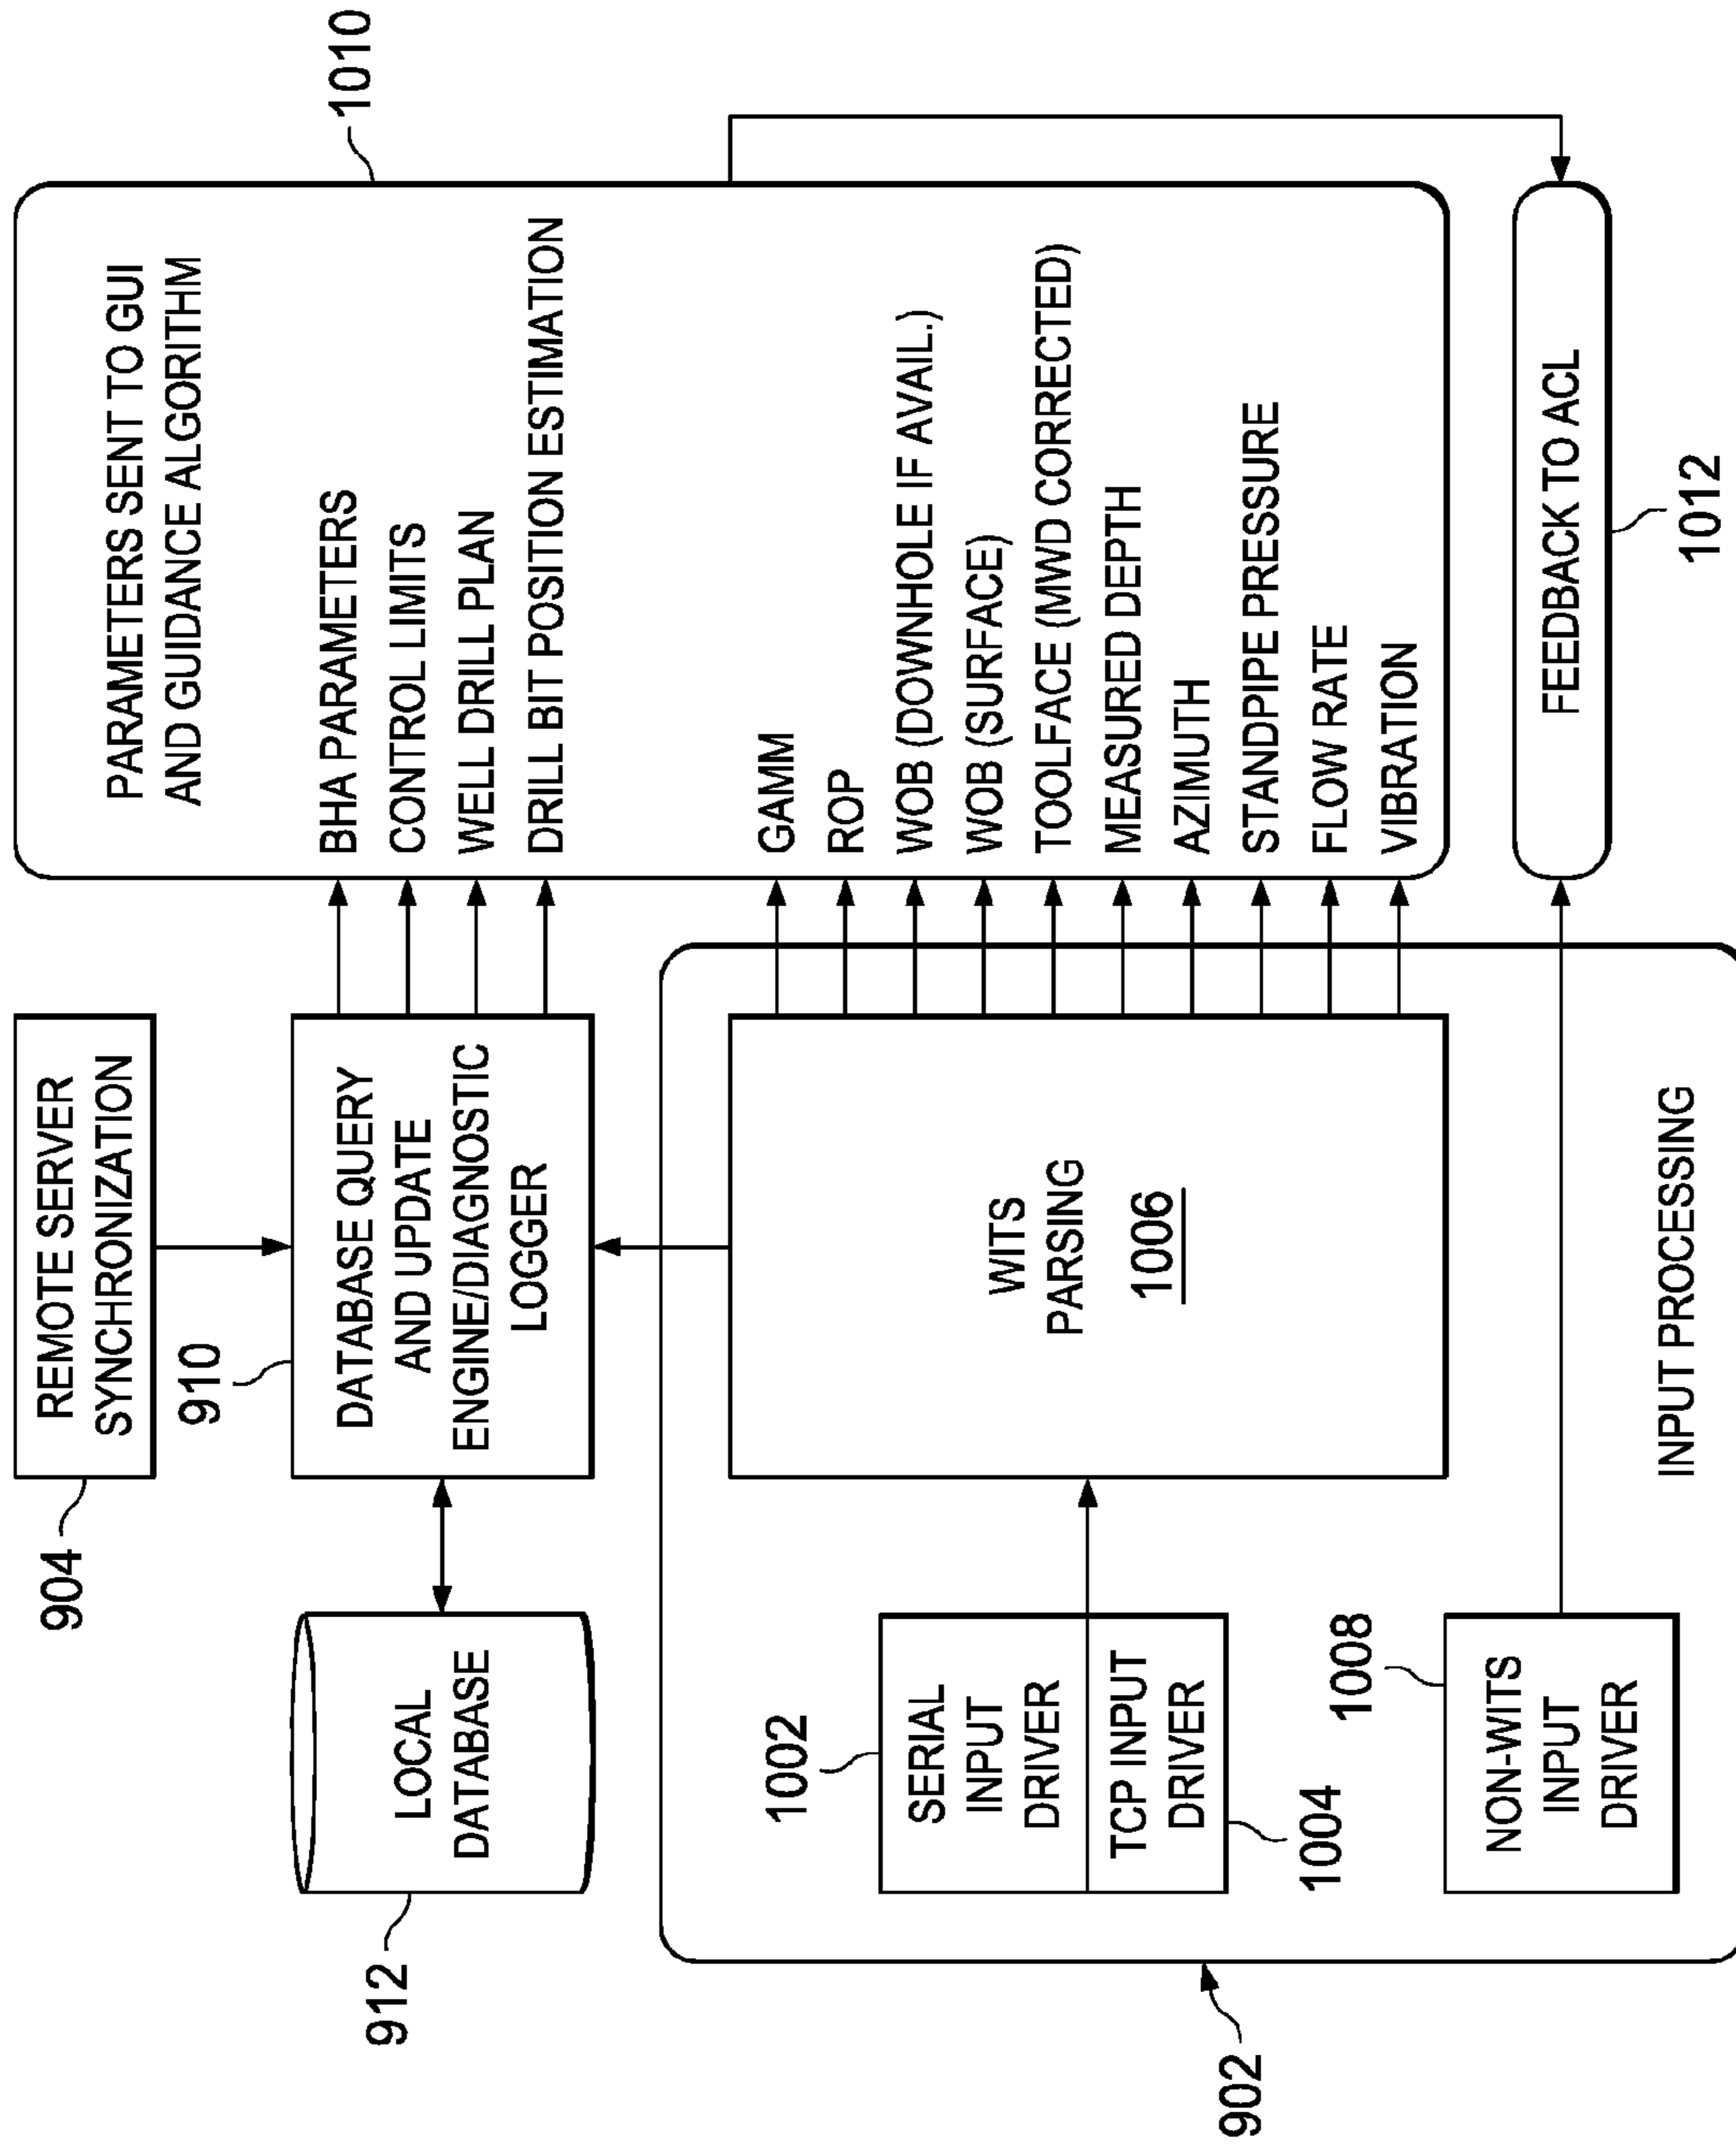 904
REMOTE SERVER
SYNCHRONIZATION
910
912
LOCAL
DATABASE
DATABASE QUERY
AND UPDATE
ENGINE/DIAGNOSTIC
LOGGER
PARAMETERS SENT TO GUI
AND GUIDANCE ALGORITHM
1010
BHA PARAMETERS
CONTROL LIMITS
WELL DRILL PLAN
DRILL BIT POSITION ESTIMATION
GAMM
ROP
WOB (DOWNHOLE IF AVAIL.)
WOB (SURFACE)
TOOLFACE (MWD CORRECTED)
MEASURED DEPTH
AZIMUTH
STANDPIPE PRESSURE
FLOW RATE
VIBRATION
902
1002
SERIAL
INPUT
DRIVER
TCP INPUT
DRIVER
1004
WITS
PARSING
1006
1008
NON-WITS
INPUT
DRIVER
INPUT PROCESSING
FEEDBACK TO ACL
1012